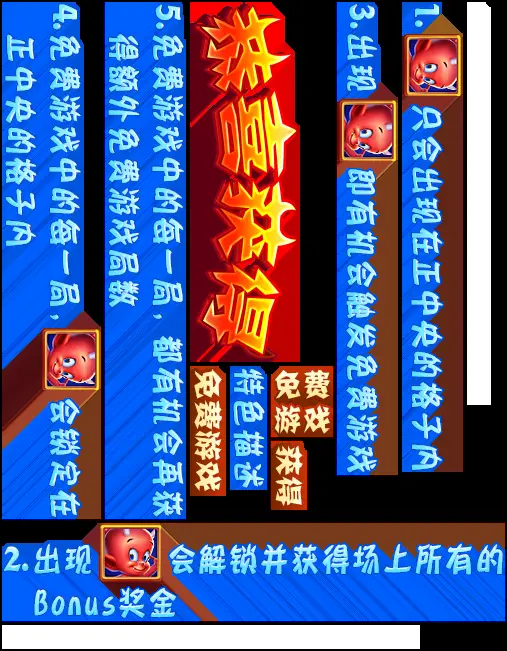 1. 只会出现在正中央的格子内
2. 出现 会解锁并获得场上所有的
Bonus奖金
3. 出现 即有机会触发免费游戏
4. 免费游戏中的每一局，会锁定在
正中央的格子内
5. 免费游戏中的每一局，都有机会再获
得额外免费游戏局数
恭喜获得
免费游戏
特色描述
免费
游戏
获得